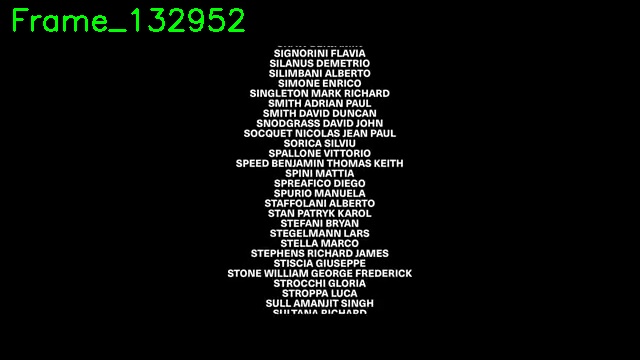 Frame_132952
SIGNORINI FLAVIA
SILANUS DEMETRIO
SILIMBANI ALBERTO
SIMONE ENRICO
SINGLETON MARK RICHARD
SMITH ADRIAN PAUL
SMITH DAVID DUNCAN
SNODGRASS DAVID JOHN
SOCQUET NICOLAS JEAN PAUL
SORICA SILVIU
SPALLONE VITTORIO
SPEED BENJAMIN THOMAS KEITH
SPINI MATTIA
SPREAFICO DIEGO
SPURIO MANUELA
STAFFOLANI ALBERTO
STAN PATRYK KAROL
STEFANI BRYAN
STEGELMANN LARS
STELLA MARCO
STEPHENS RICHARD JAMES
STISCIA GIUSEPPE
STONE WILLIAM GEORGE FREDERICK
STROCCHI GLORIA
STROPPA LUCA
SULL AMANJIT SINGH
SULTANA RICHARD